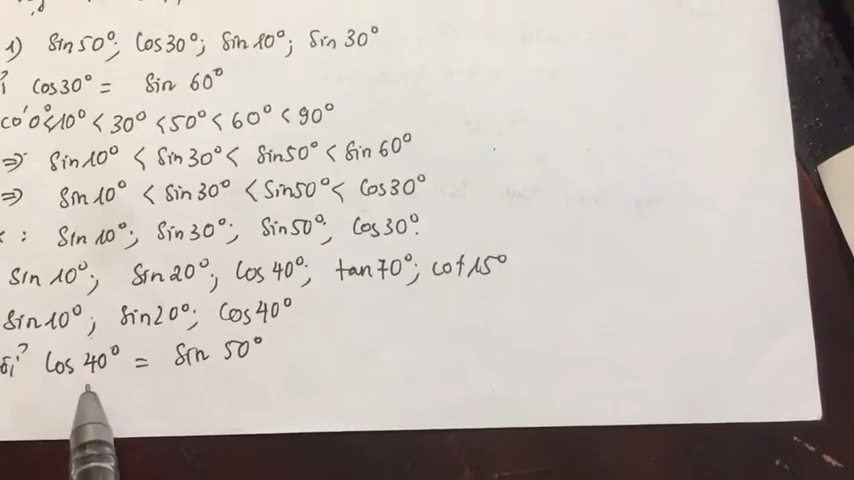 1) Sin 50°; Cos 30°; Sin 10°; Sin 30°
Cos 30° = Sin 60°
có 0° < 10° < 30° < 50° < 60° < 90°
⇒ Sin 10° < Sin 30° < Sin 50° < Sin 60°
⇒ Sin 10° < Sin 30° < Sin 50° < Cos 30°
: Sin 10°; Sin 30°; Sin 50°; Cos 30°.
Sin 10°; Sin 20°; Cos 40°; tan 70°; cot 15°
Sin 10°; Sin 20°; Cos 40°
Cos 40° = Sin 50°